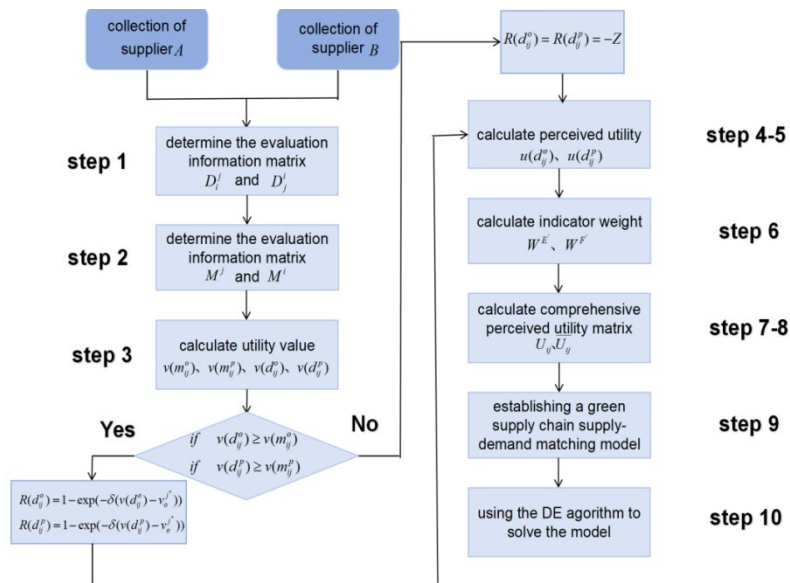 collection of
supplier A
collection of
supplier B
step 1
determine the evaluation
information matrix
D_i^j and D_j^i
step 2
determine the evaluation
information matrix
M^j and M^i
step 3
calculate utility value
v(m_ij^o)、v(m_ij^p)、v(d_ij^o)、v(d_ij^p)
Yes
No
if v(d_ij^o) ≥ v(m_ij^o)
if v(d_ij^p) ≥ v(m_ij^p)
R(d_ij^o)=1-exp(-δ(v(d_ij^o)-v_o^j*))
R(d_ij^p)=1-exp(-δ(v(d_ij^p)-v_o^j*))
R(d_ij^o)=R(d_ij^p)=-Z
calculate perceived utility
u(d_ij^o)、u(d_ij^p)
step 4-5
calculate indicator weight
W^E'、W^F'
step 6
calculate comprehensive
perceived utility matrix
U_ij、U̅_ij
step 7-8
establishing a green
supply chain supply-
demand matching model
step 9
using the DE agorithm to
solve the model
step 10